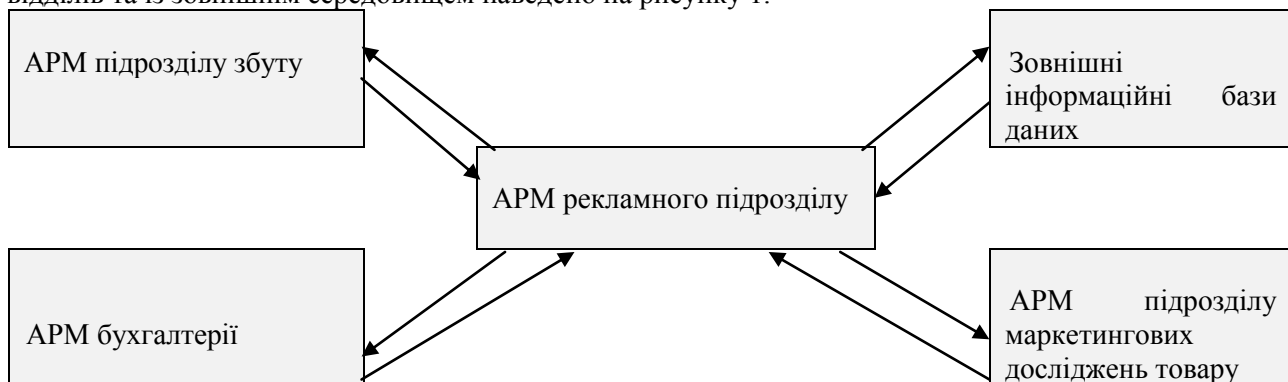 відділів та із зовнішнім середовищем наведено на рисунку 1.
АРМ підрозділу збуту
Зовнішні
інформаційні бази
даних
АРМ рекламного підрозділу
АРМ бухгалтерії
АРМ підрозділу
маркетингових
досліджень товару